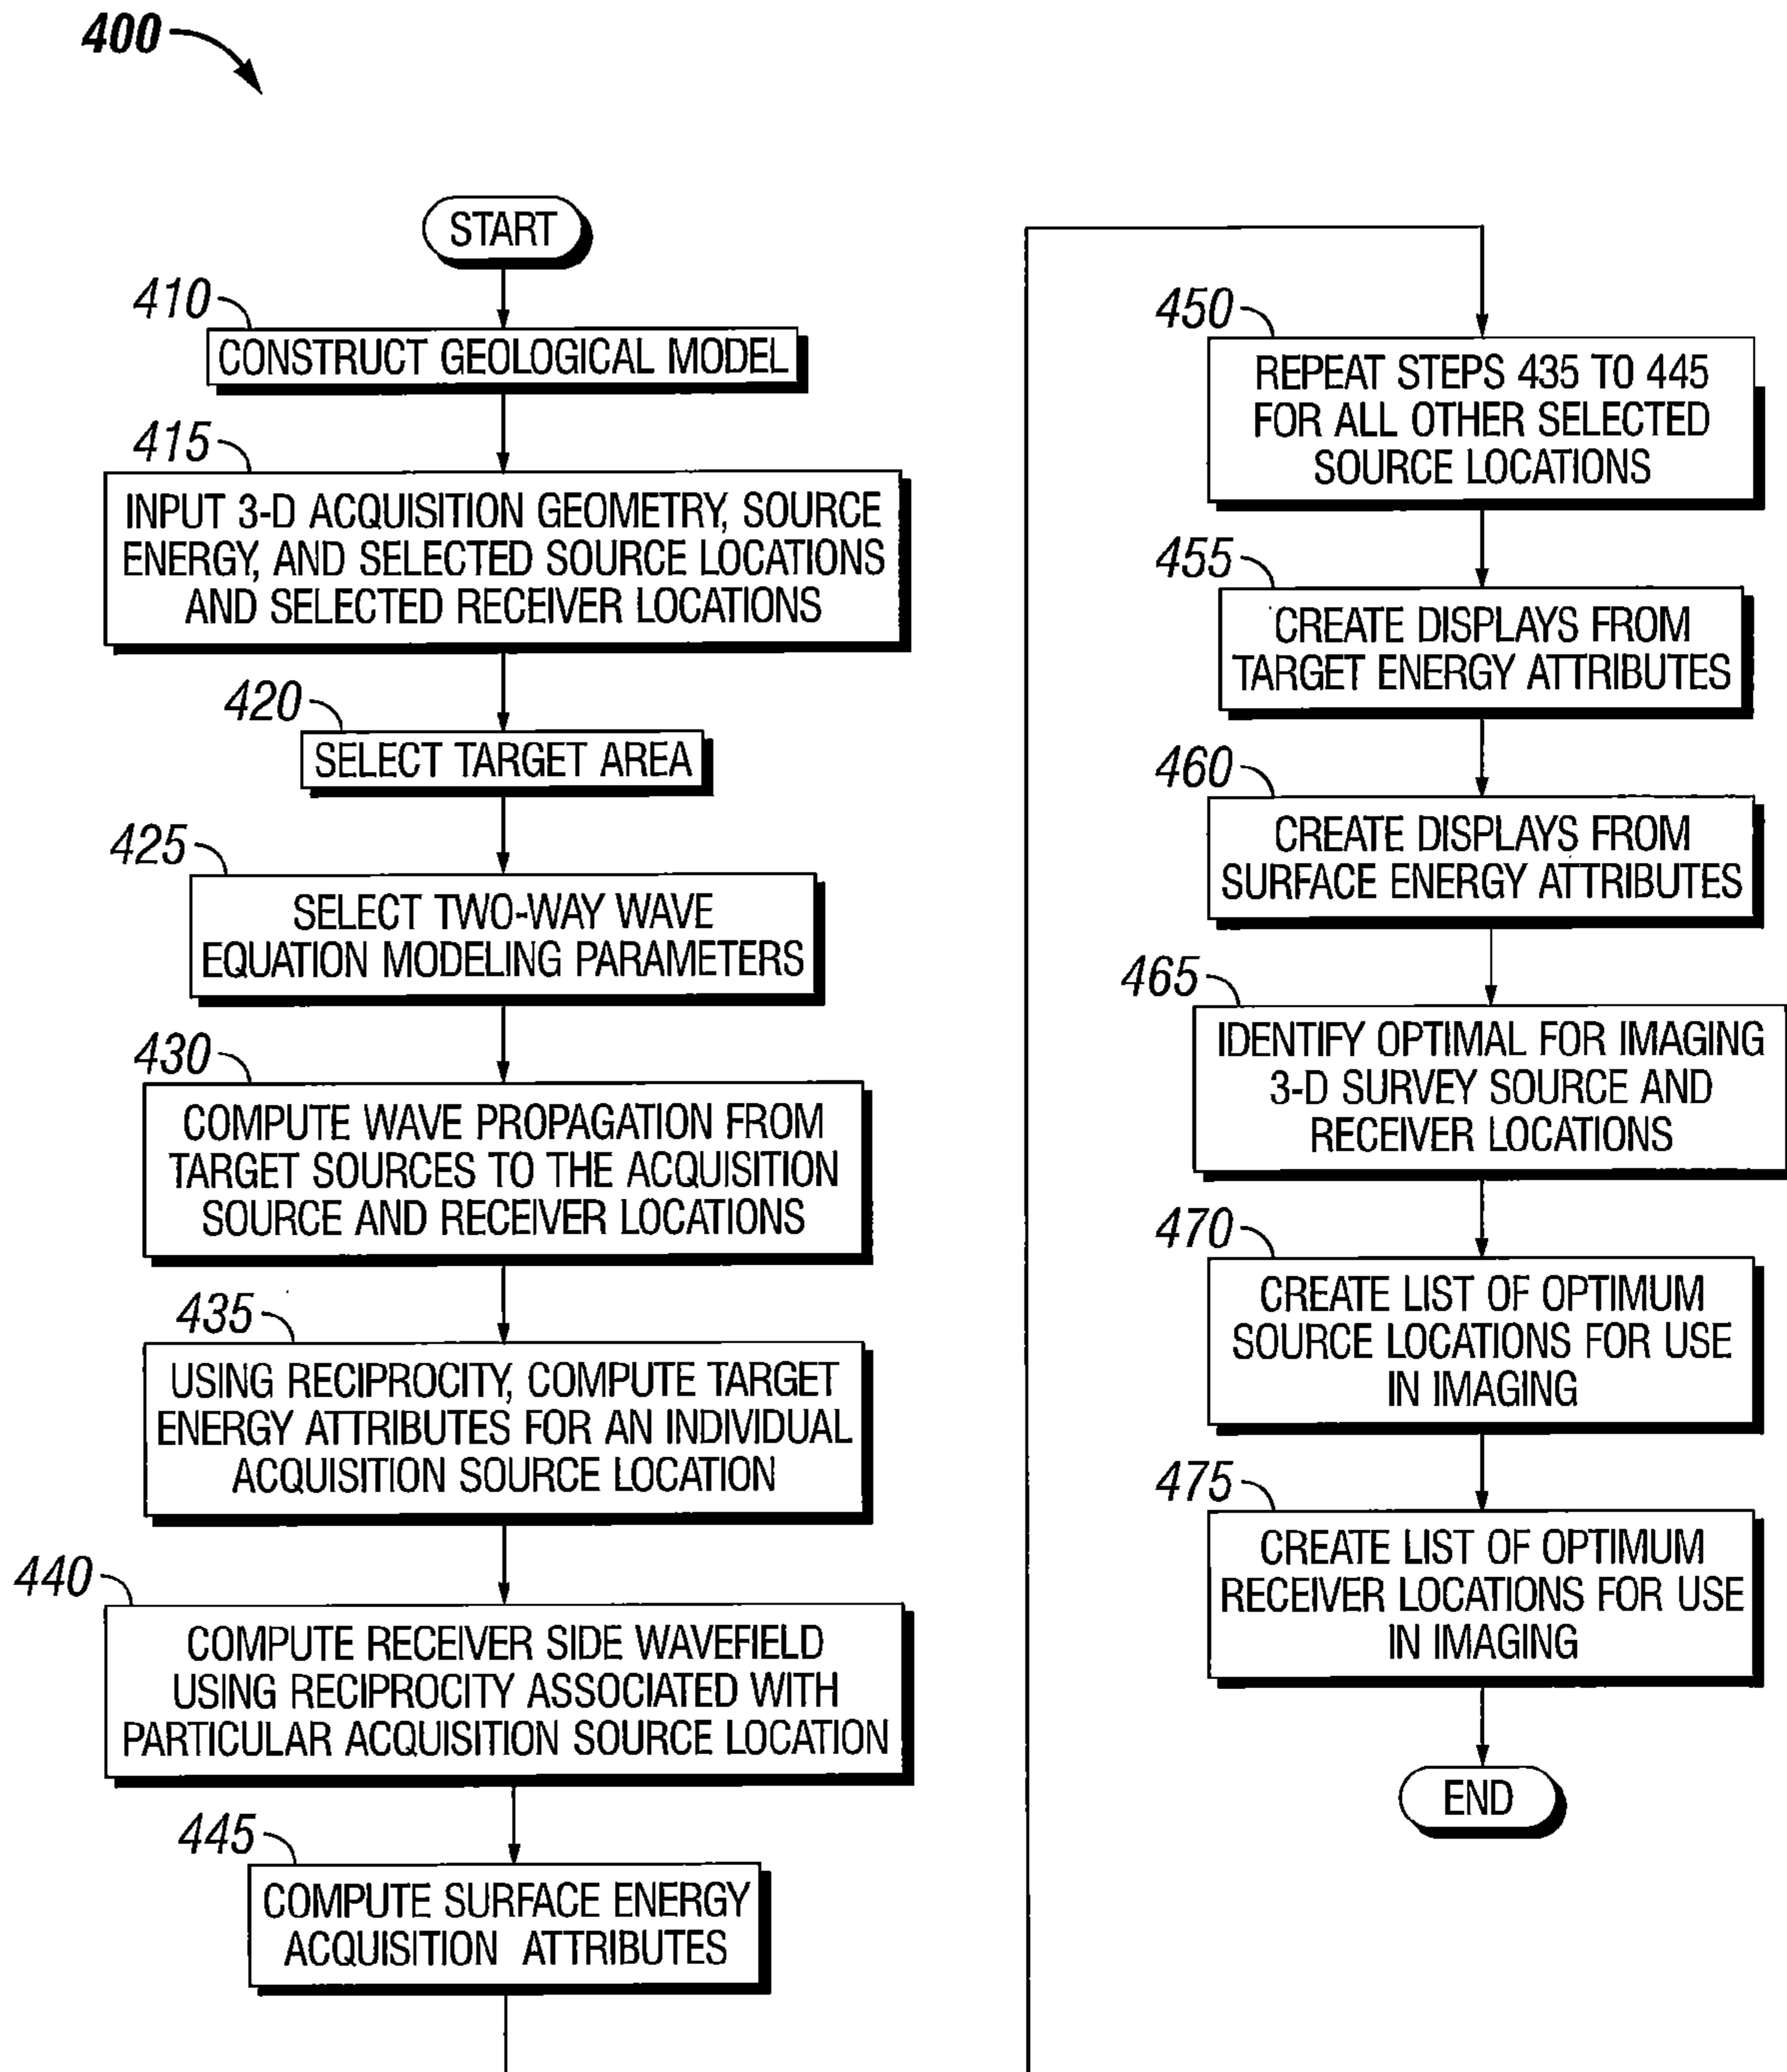 400
START
410
CONSTRUCT GEOLOGICAL MODEL
415
INPUT 3-D ACQUISITION GEOMETRY, SOURCE
ENERGY, AND SELECTED SOURCE LOCATIONS
AND SELECTED RECEIVER LOCATIONS
420
SELECT TARGET AREA
425
SELECT TWO-WAY WAVE
EQUATION MODELING PARAMETERS
430
COMPUTE WAVE PROPAGATION FROM
TARGET SOURCES TO THE ACQUISITION
SOURCE AND RECEIVER LOCATIONS
435
USING RECIPROCITY, COMPUTE TARGET
ENERGY ATTRIBUTES FOR AN INDIVIDUAL
ACQUISITION SOURCE LOCATION
440
COMPUTE RECEIVER SIDE WAVEFIELD
USING RECIPROCITY ASSOCIATED WITH
PARTICULAR ACQUISITION SOURCE LOCATION
445
COMPUTE SURFACE ENERGY
ACQUISITION ATTRIBUTES
450
REPEAT STEPS 435 TO 445
FOR ALL OTHER SELECTED
SOURCE LOCATIONS
455
CREATE DISPLAYS FROM
TARGET ENERGY ATTRIBUTES
460
CREATE DISPLAYS FROM
SURFACE ENERGY ATTRIBUTES
465
IDENTIFY OPTIMAL FOR IMAGING
3-D SURVEY SOURCE AND
RECEIVER LOCATIONS
470
CREATE LIST OF OPTIMUM
SOURCE LOCATIONS FOR USE
IN IMAGING
475
CREATE LIST OF OPTIMUM
RECEIVER LOCATIONS FOR USE
IN IMAGING
END